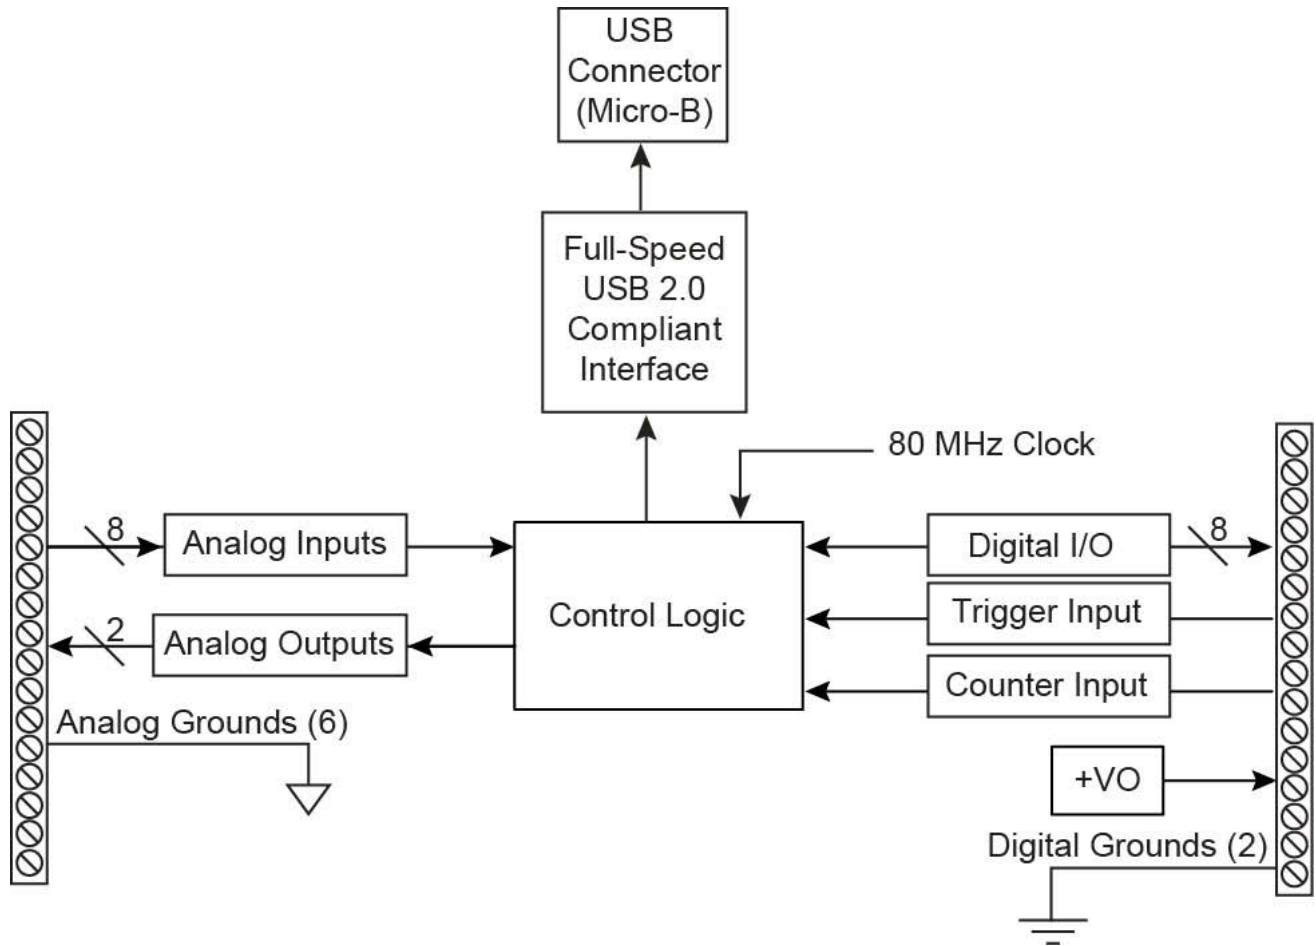 USB
Connector
(Micro-B)
Full-Speed
USB 2.0
Compliant
Interface
80 MHz Clock
8
Analog Inputs
Control Logic
Digital I/O
8
2
Analog Outputs
Trigger Input
Counter Input
Analog Grounds (6)
+VO
Digital Grounds (2)